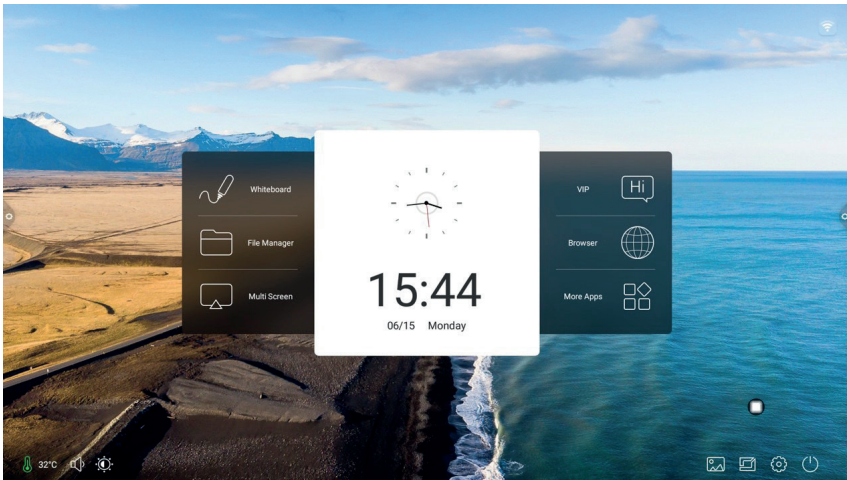 Whiteboard
File Manager
Multi Screen
15:44
06/15 Monday
VIP
Hi
Browser
More Apps
32°C